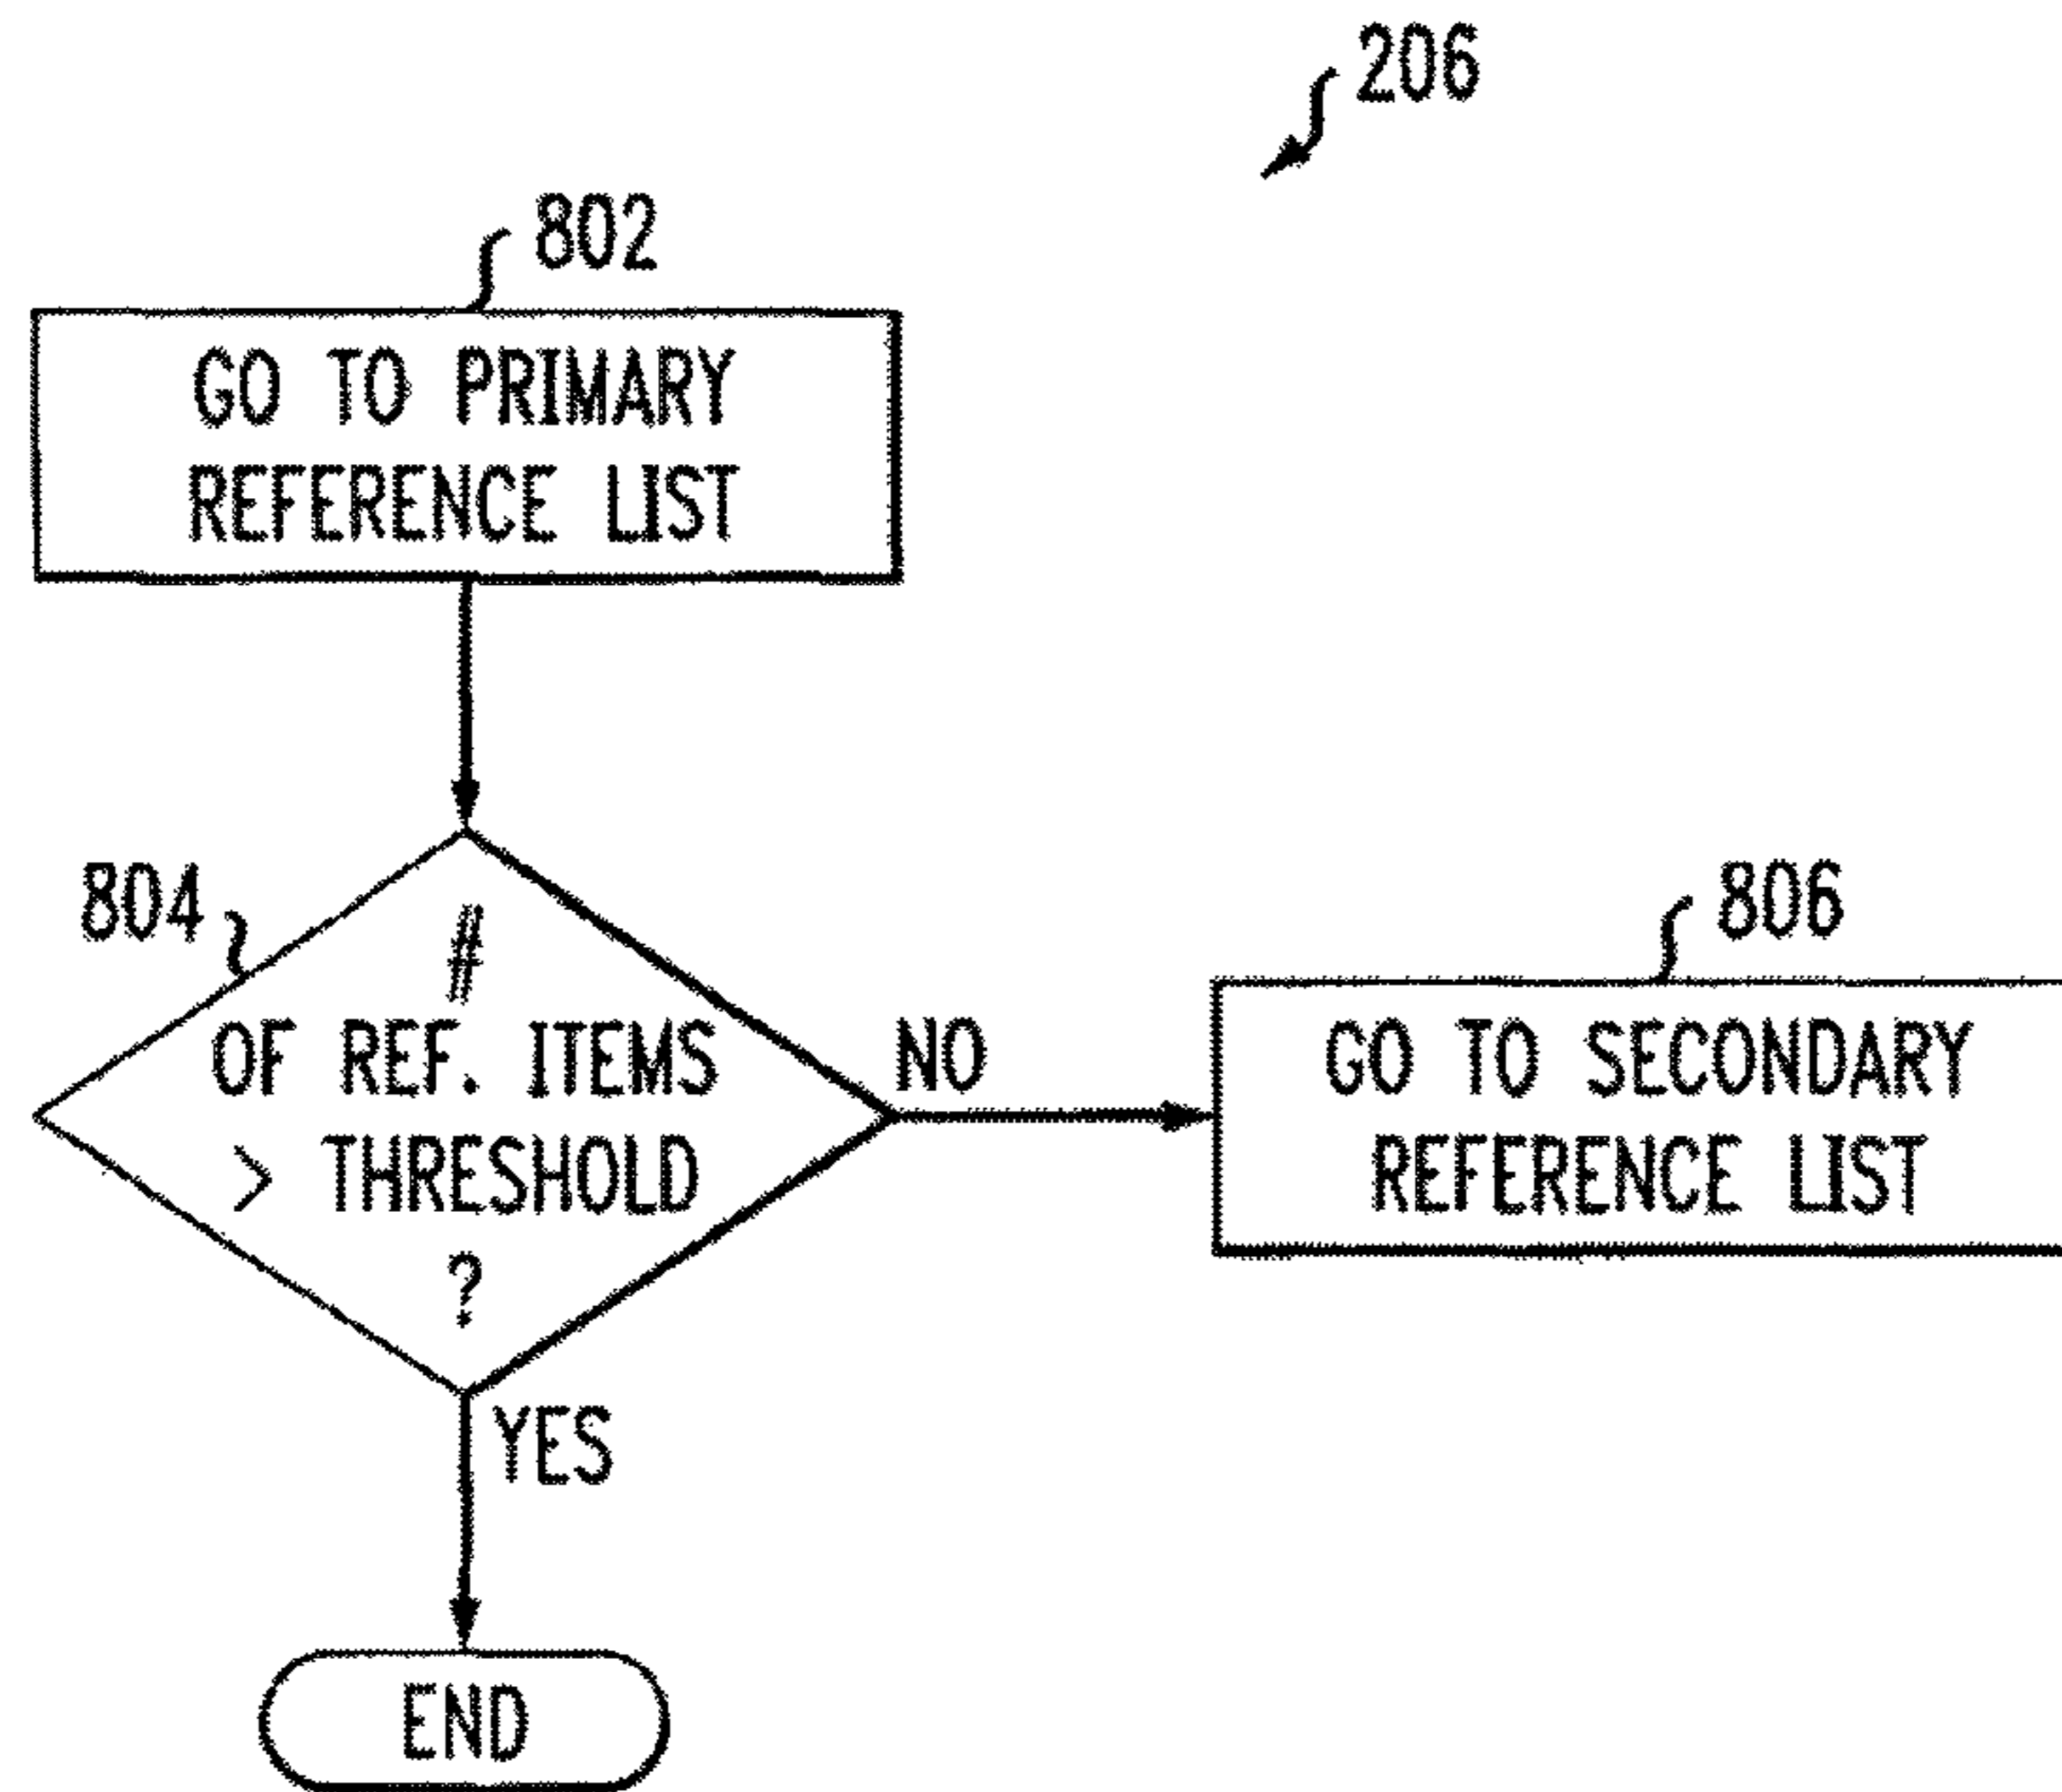 206
802
GO TO PRIMARY
REFERENCE LIST
804
#
OF REF. ITEMS
> THRESHOLD
?
NO
806
GO TO SECONDARY
REFERENCE LIST
YES
END